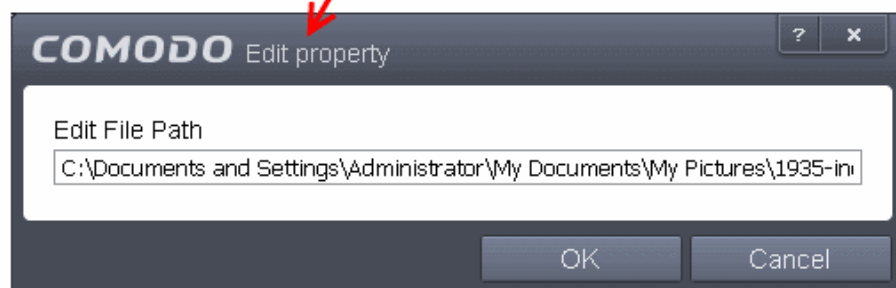 COMODO Edit property
? x
Edit File Path
C:\Documents and Settings\Administrator\My Documents\My Pictures\1935-in
OK Cancel